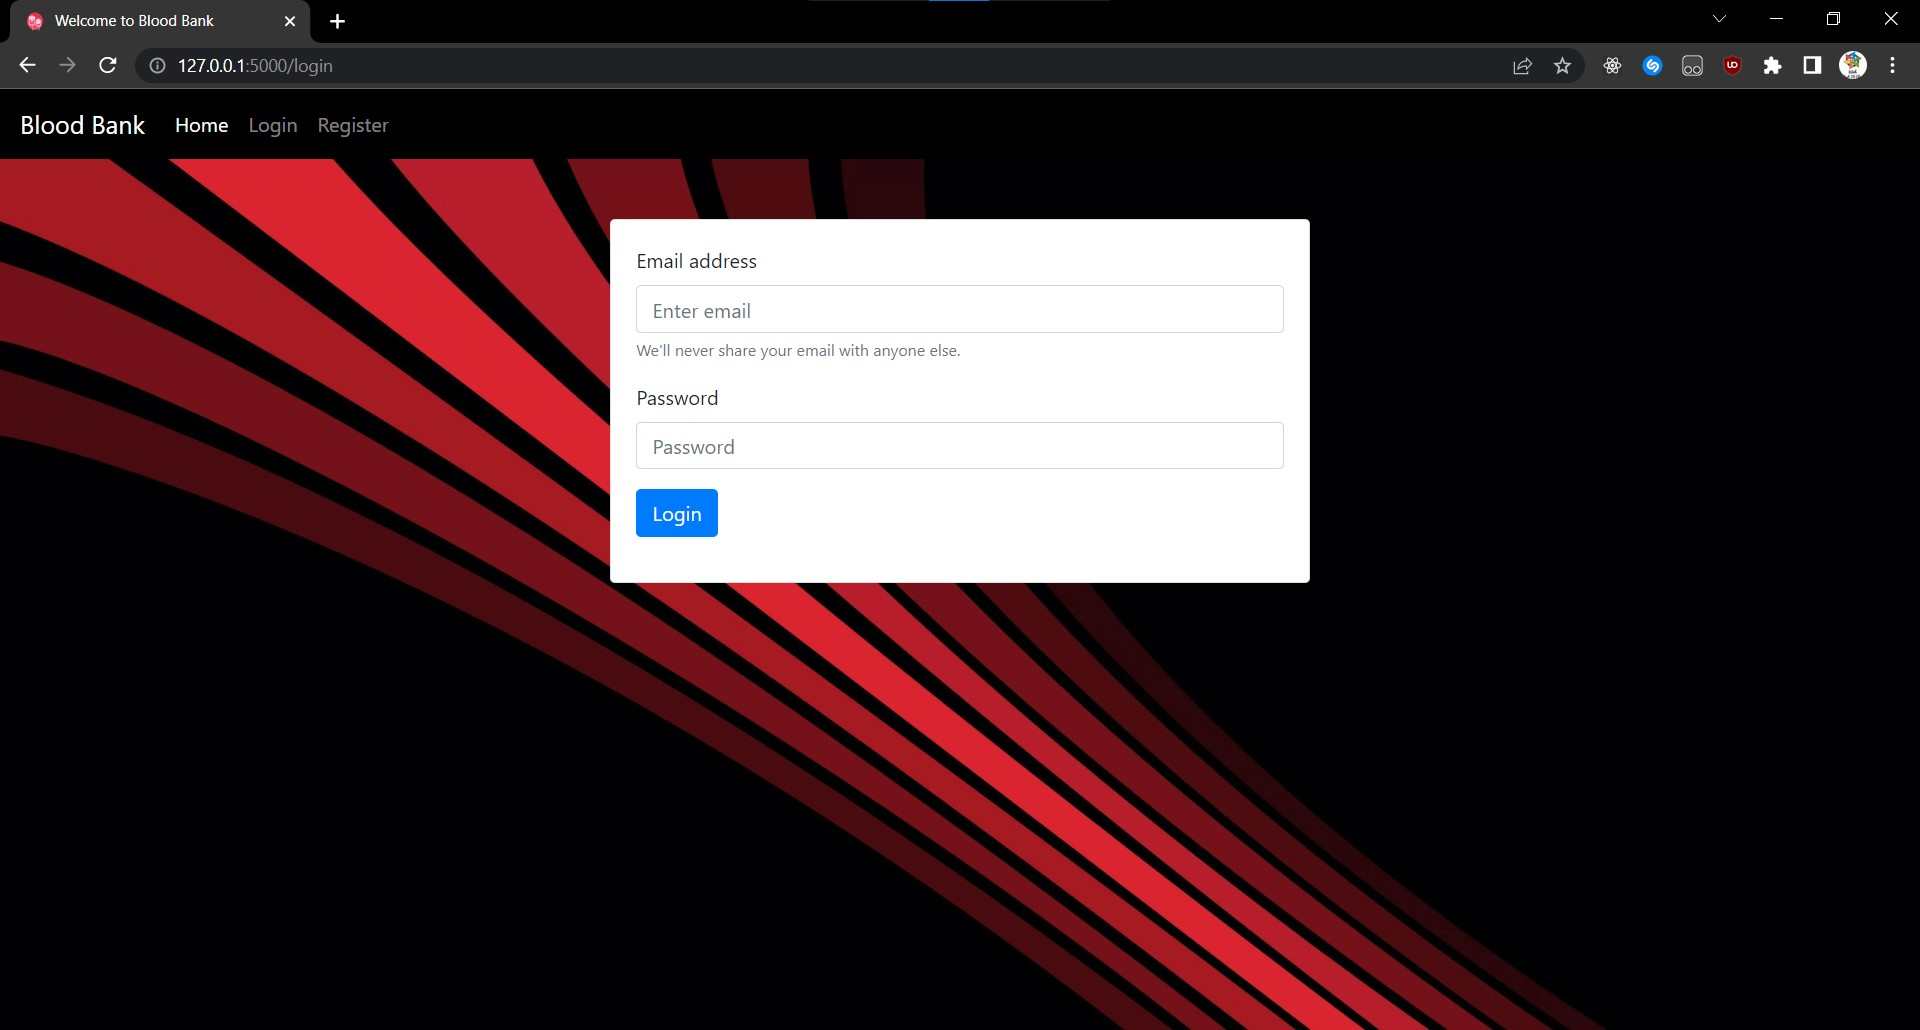 Welcome to Blood Bank
127.0.0.1:5000/login
Blood Bank Home Login Register
Email address
Enter email
We'll never share your email with anyone else.
Password
Password
Login